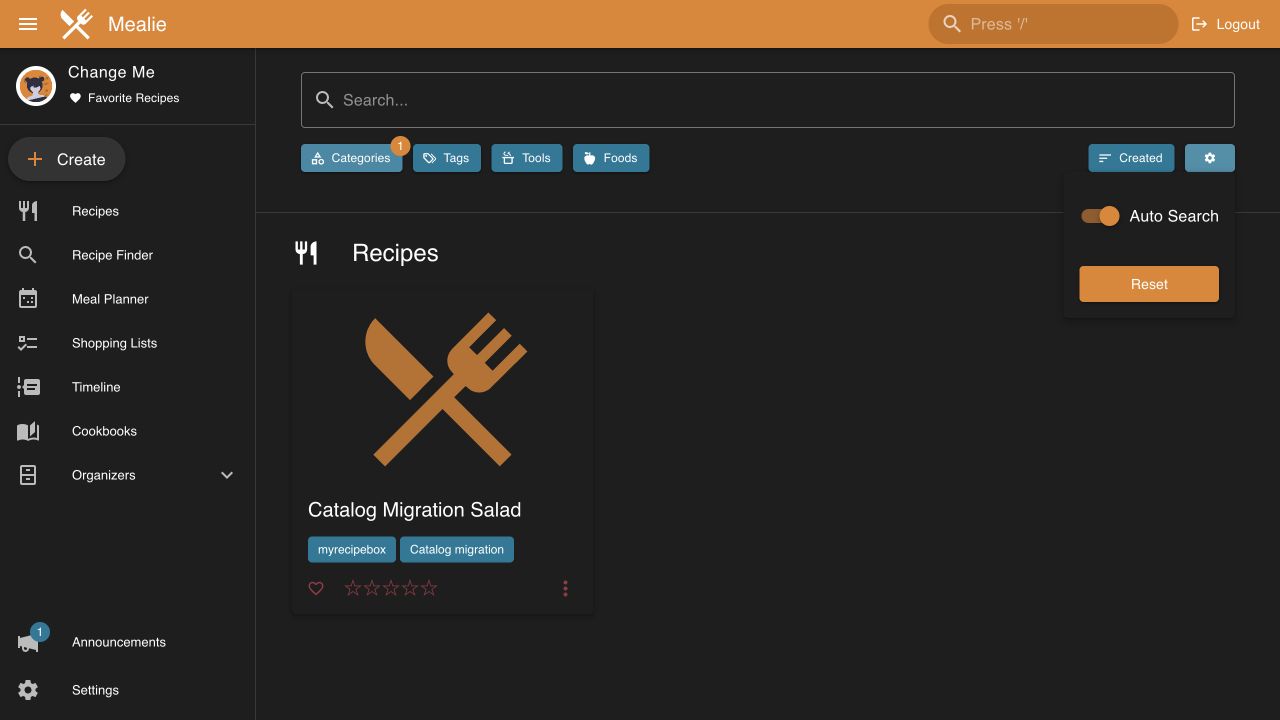 Mealie
Press '/'
Logout
Change Me
Favorite Recipes
Create
Recipes
Recipe Finder
Meal Planner
Shopping Lists
Timeline
Cookbooks
Organizers
1
Announcements
Settings
Search...
Categories
1
Tags
Tools
Foods
Created
Auto Search
Reset
Recipes
Catalog Migration Salad
myrecipebox
Catalog migration